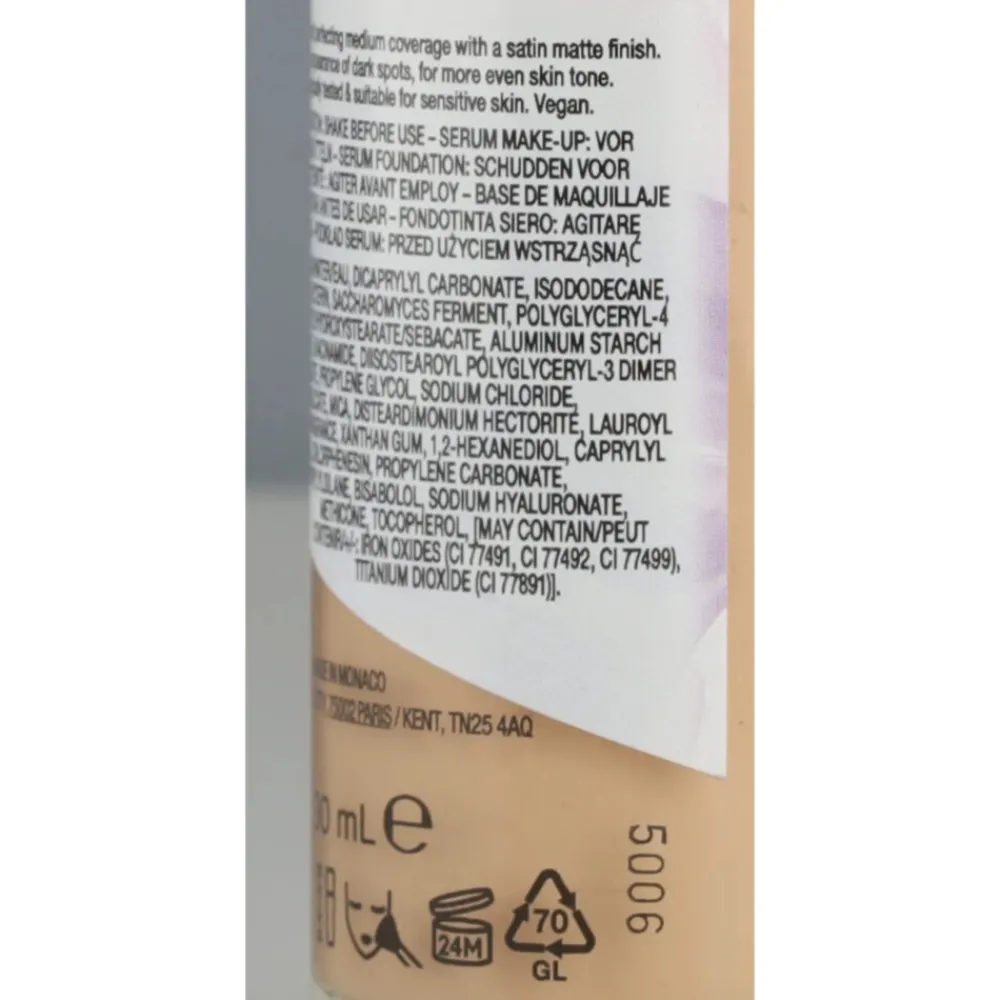 medium coverage with a satin matte finish.
of dark spots, for more even skin tone.
tested & suitable for sensitive skin. Vegan.
SHAKE BEFORE USE – SERUM MAKE-UP: VOR
– SERUM FOUNDATION: SCHUDDEN VOOR
AGITER AVANT EMPLOY – BASE DE MAQUILLAJE
ANTES DE USAR – FONDOTINTA SIERO: AGITARE
SERUM: PRZED UŻYCIEM WSTRZĄSNĄĆ
DICAPRYLYL CARBONATE, ISODODECANE,
SACCHAROMYCES FERMENT, POLYGLYCERYL-4
ALUMINUM STARCH
DIISOSTEAROYL POLYGLYCERYL-3 DIMER
PROPYLENE GLYCOL, SODIUM CHLORIDE,
MICA, DISTEARDIMONIUM HECTORITE, LAUROYL
XANTHAN GUM, 1,2-HEXANEDIOL, CAPRYLYL
PROPYLENE CARBONATE,
BISABOLOL, SODIUM HYALURONATE,
TOCOPHEROL, [MAY CONTAIN/PEUT
IRON OXIDES (CI 77491, CI 77492, CI 77499),
TITANIUM DIOXIDE (CI 77891)].
IN MONACO
75002 PARIS / KENT, TN25 4AQ
mL e
24M
70
GL
5006